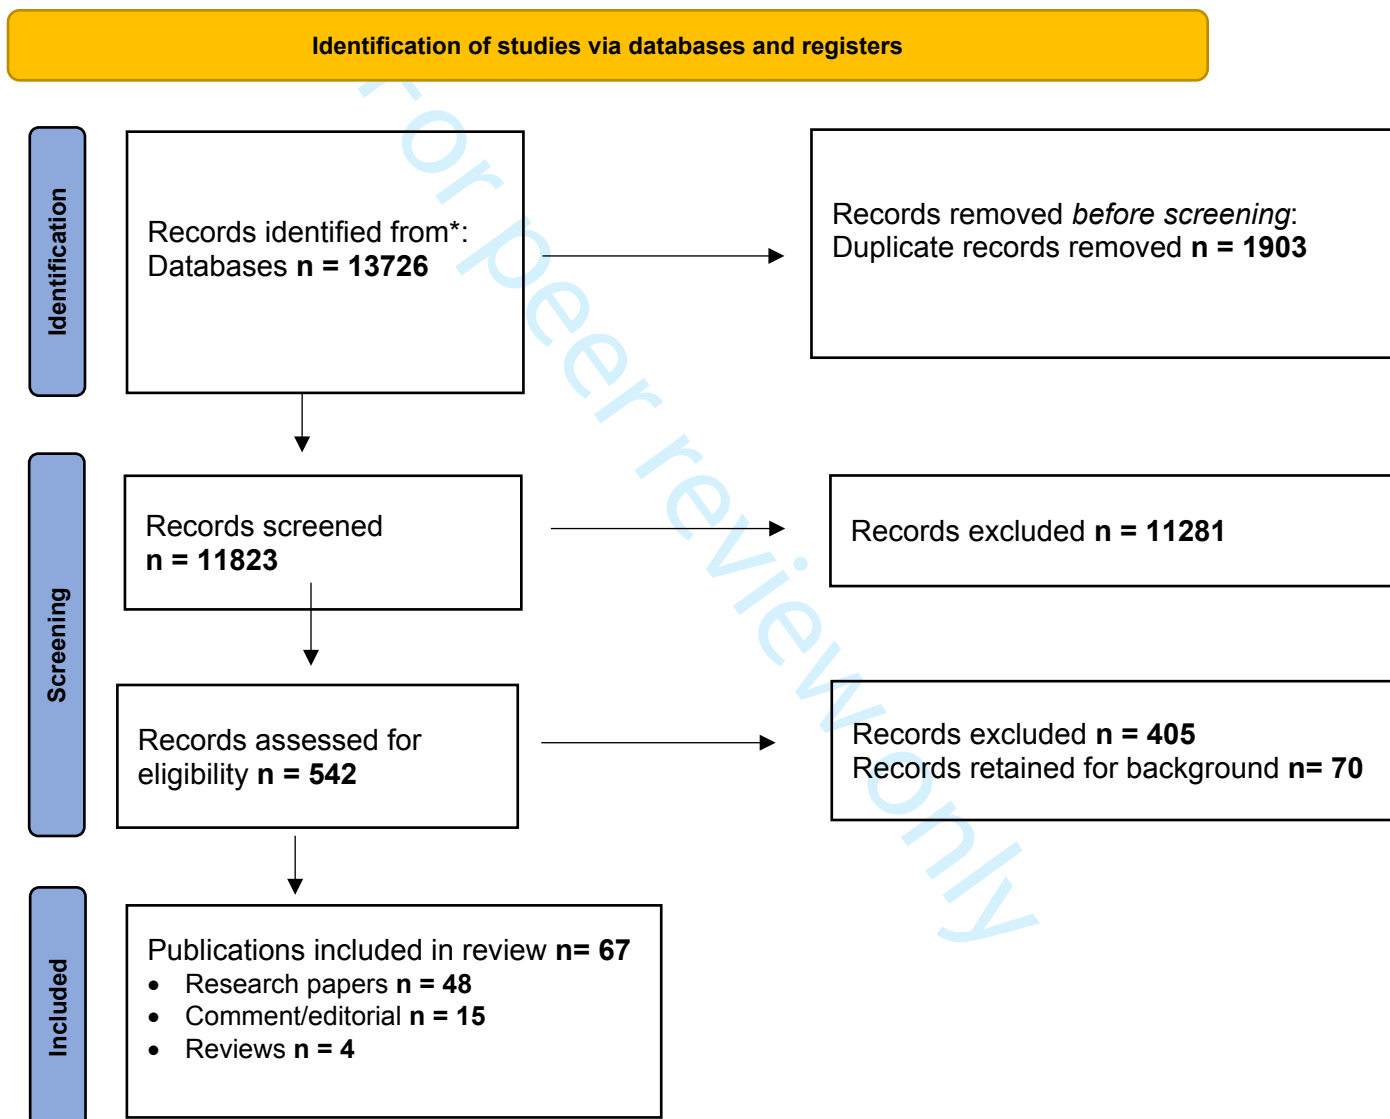 Identification of studies via databases and registers
Identification
Records identified from*:
Databases n = 13726
Records removed before screening:
Duplicate records removed n = 1903
Screening
Records screened
n = 11823
Records excluded n = 11281
Records assessed for
eligibility n = 542
Records excluded n = 405
Records retained for background n= 70
Included
Publications included in review n= 67
• Research papers n = 48
• Comment/editorial n = 15
• Reviews n = 4
For peer review only